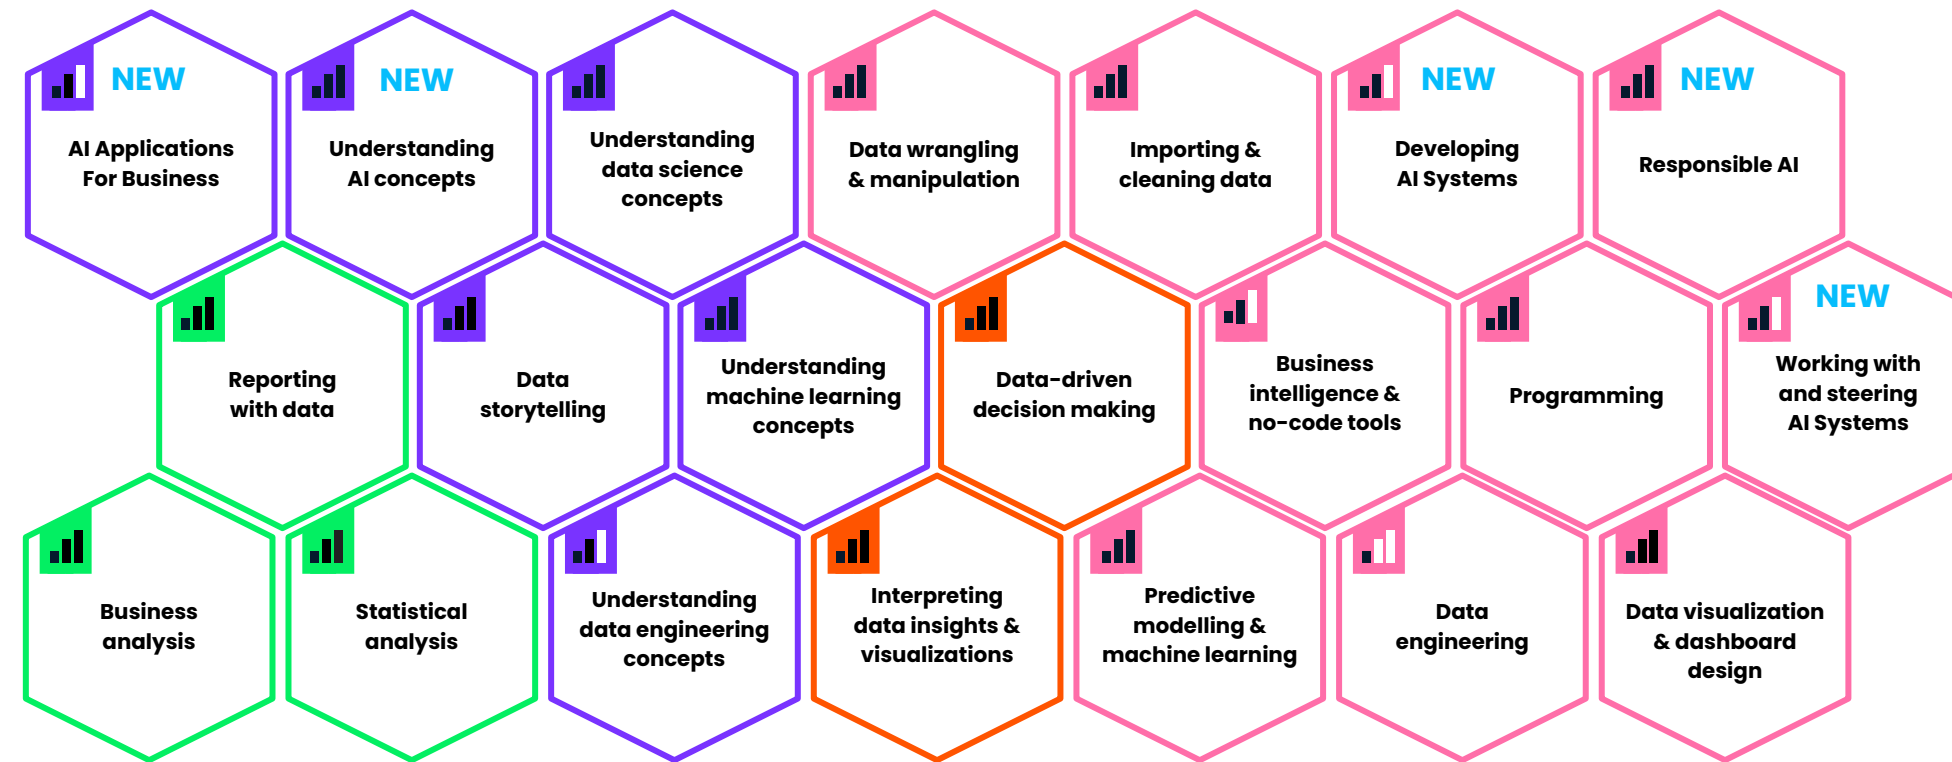 NEW
AI Applications
For Business
NEW
Understanding
AI concepts
Understanding
data science
concepts
Data wrangling
& manipulation
Importing &
cleaning data
NEW
Developing
AI Systems
NEW
Responsible AI
Reporting
with data
Data
storytelling
Understanding
machine learning
concepts
Data-driven
decision making
Business
intelligence &
no-code tools
Programming
NEW
Working with
and steering
AI Systems
Business
analysis
Statistical
analysis
Understanding
data engineering
concepts
Interpreting
data insights &
visualizations
Predictive
modelling &
machine learning
Data
engineering
Data visualization
& dashboard
design